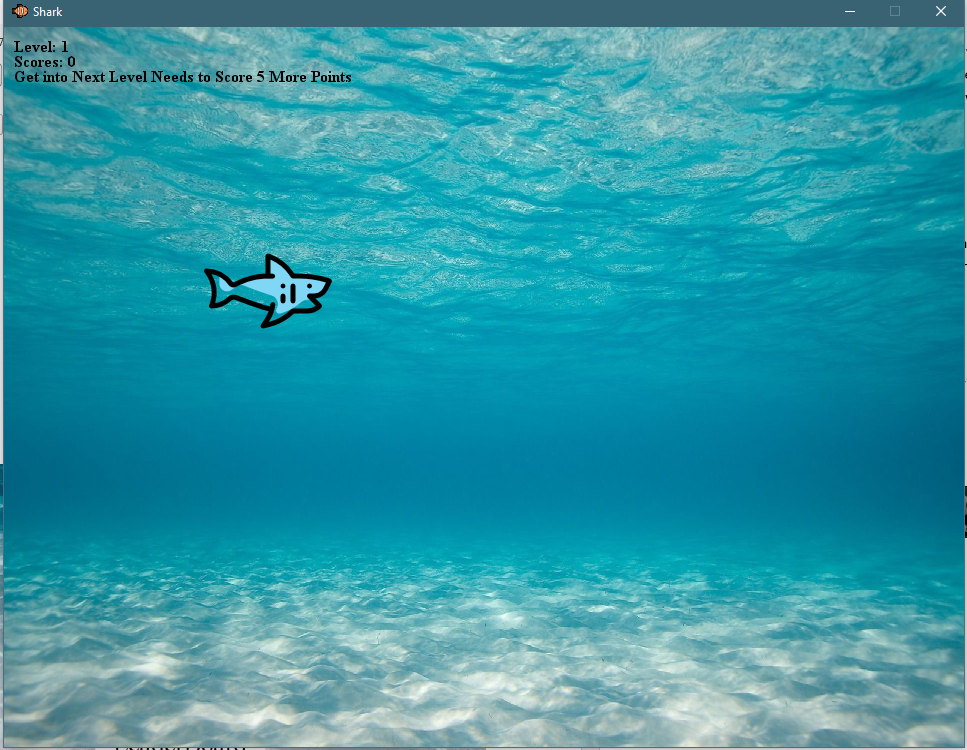 Shark
Level: 1
Scores: 0
Get into Next Level Needs to Score 5 More Points